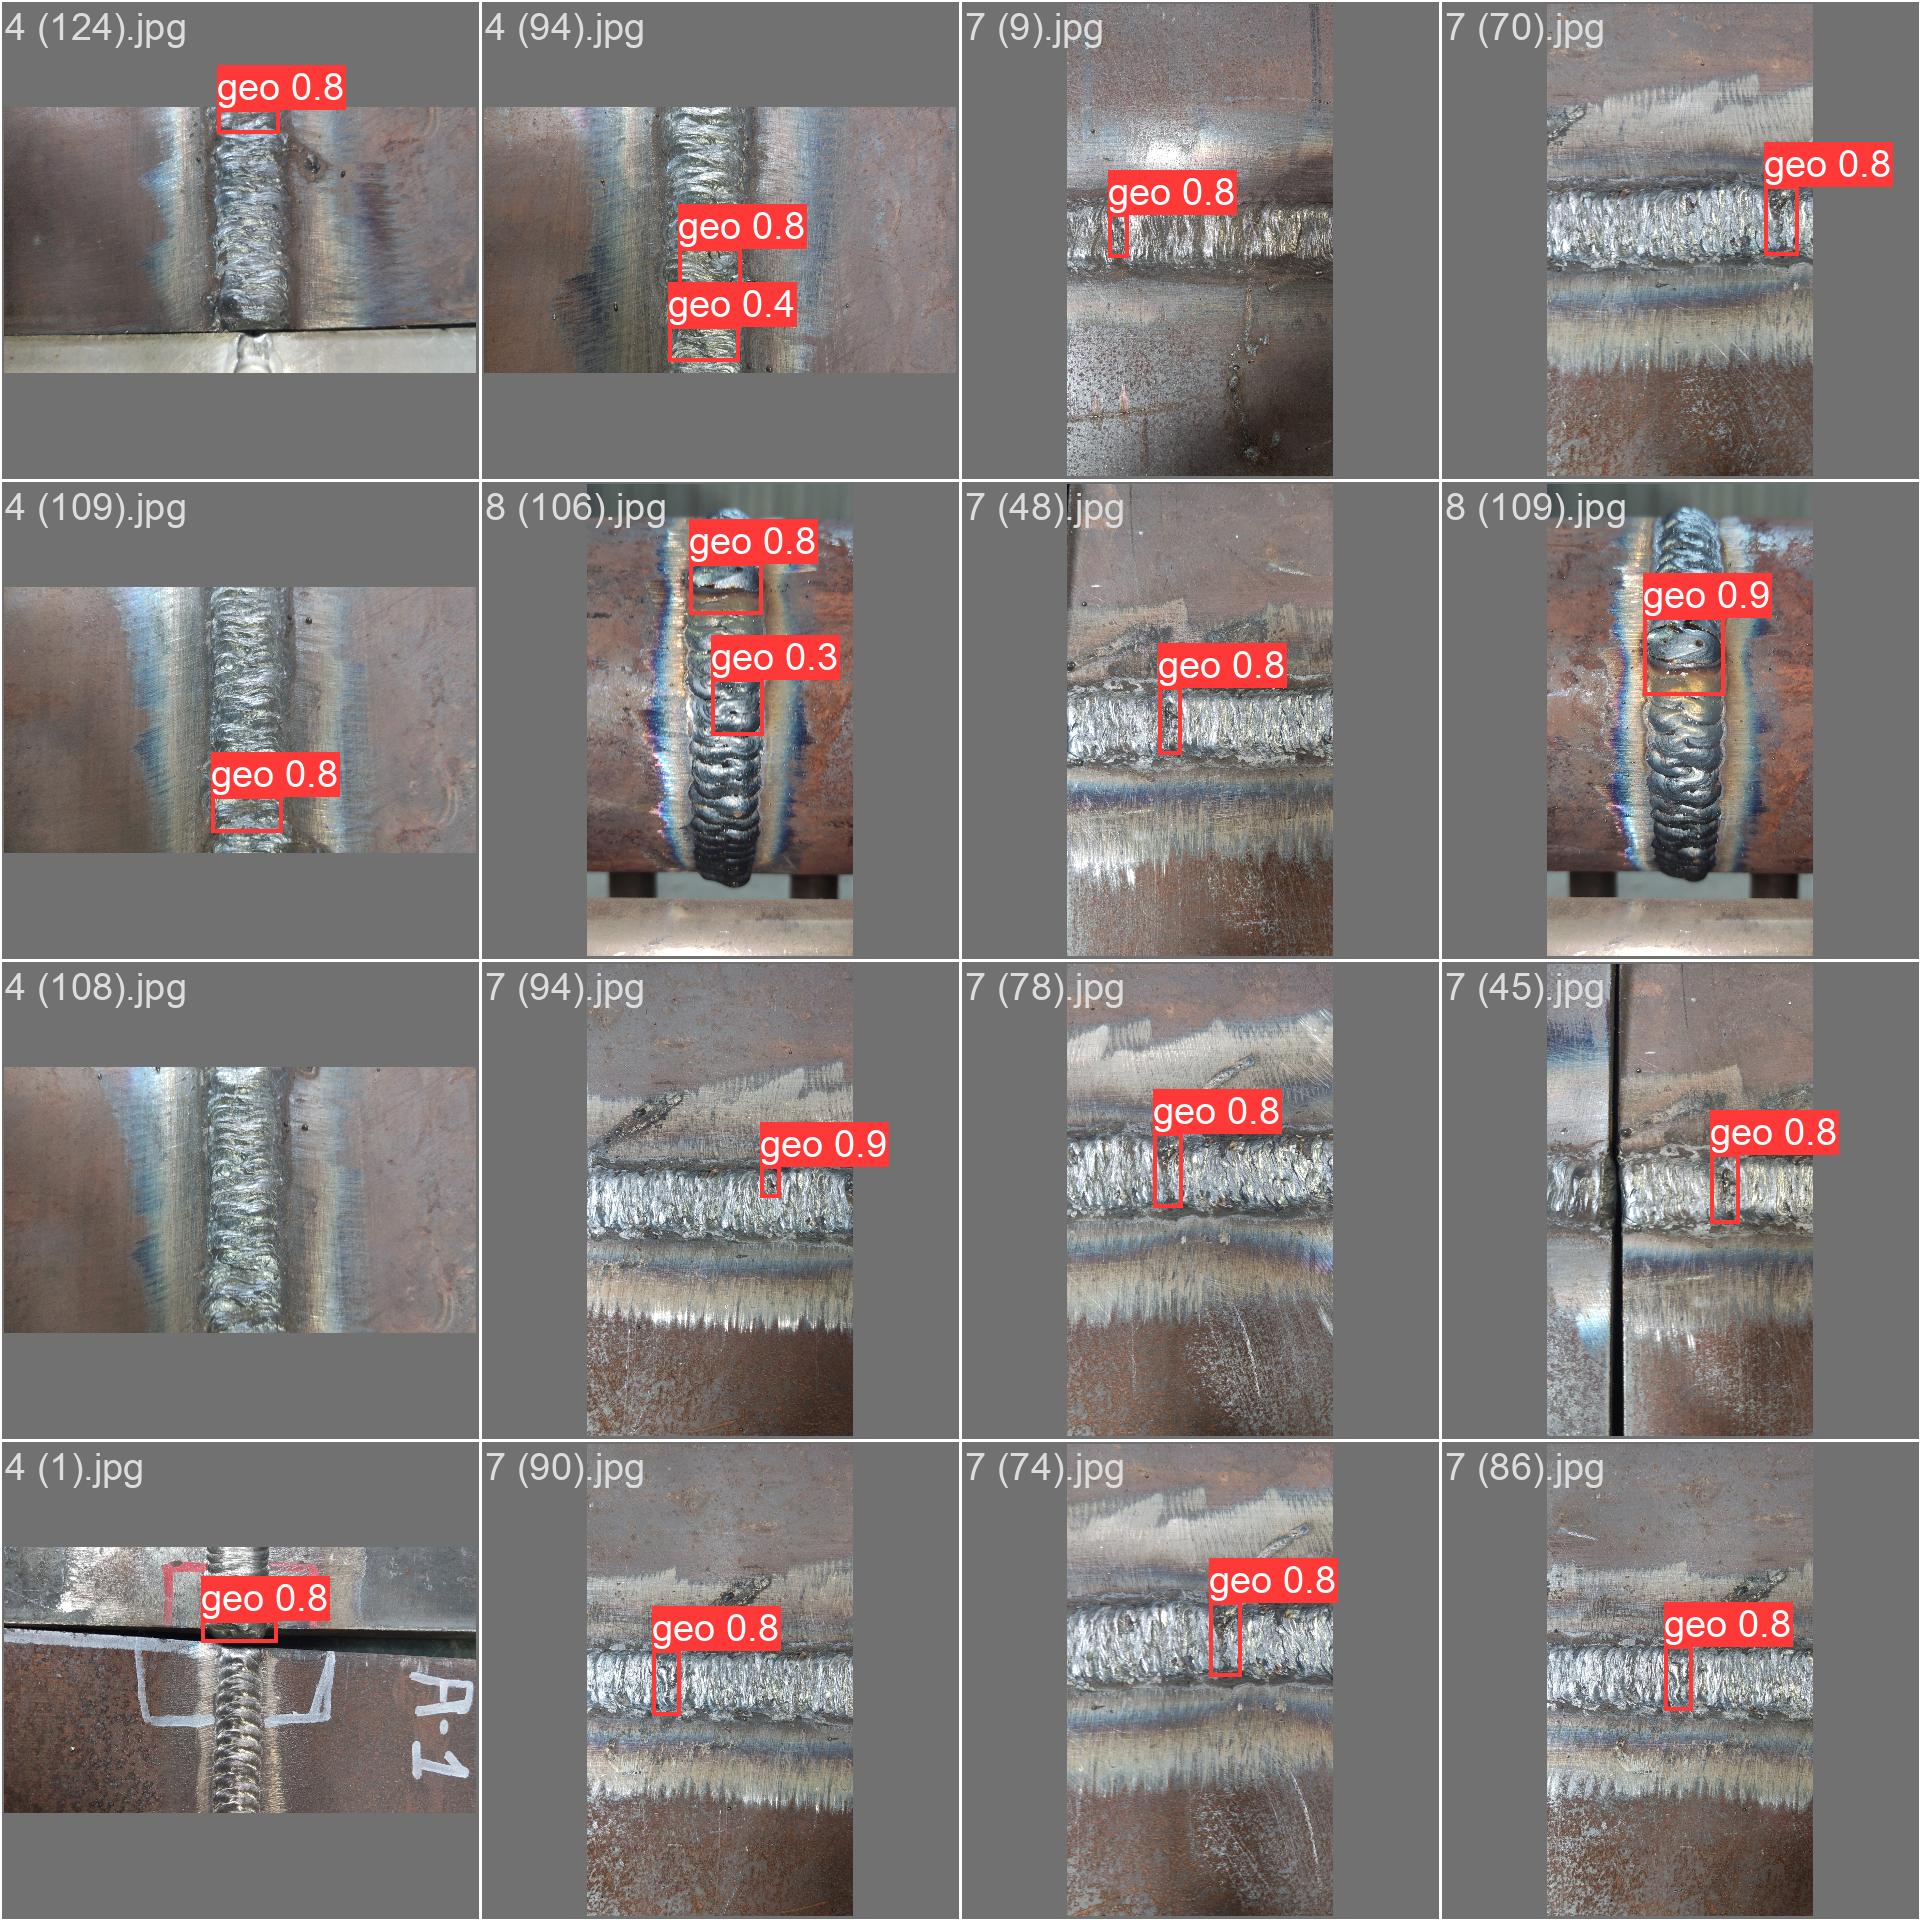 4 (124).jpg
geo 0.8
4 (94).jpg
geo 0.8
geo 0.4
7 (9).jpg
geo 0.8
7 (70).jpg
geo 0.8
4 (109).jpg
geo 0.8
8 (106).jpg
geo 0.8
geo 0.3
7 (48).jpg
geo 0.8
8 (109).jpg
geo 0.9
4 (108).jpg
7 (94).jpg
geo 0.9
7 (78).jpg
geo 0.8
7 (45).jpg
geo 0.8
4 (1).jpg
geo 0.8
A-1
7 (90).jpg
geo 0.8
7 (74).jpg
geo 0.8
7 (86).jpg
geo 0.8